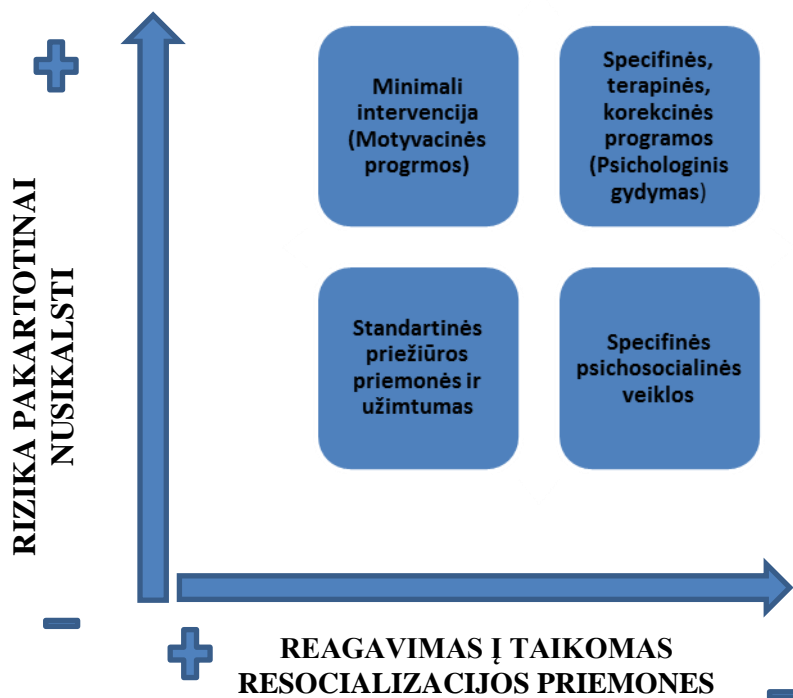 RIZIKA PAKARTOTINAI
NUSIKALSTI
Minimali
intervencija
(Motyvacinės
progrmos)
Specifinės,
terapinės,
korekcinės
programos
(Psichologinis
gydymas)
Standartinės
priežiūros
priemonės ir
užimtumas
Specifinės
psichosocialinės
veiklos
REAGAVIMAS Į TAIKOMAS
RESOCIALIZACIJOS PRIEMONES